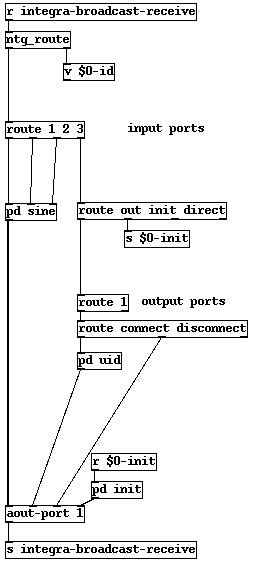 r integra-broadcast-receive
ntg_route
v $0-id
route 1 2 3
input ports
pd sine
route out init direct
s $0-init
route 1
output ports
route connect disconnect
pd uid
r $0-init
pd init
aout-port 1
s integra-broadcast-receive